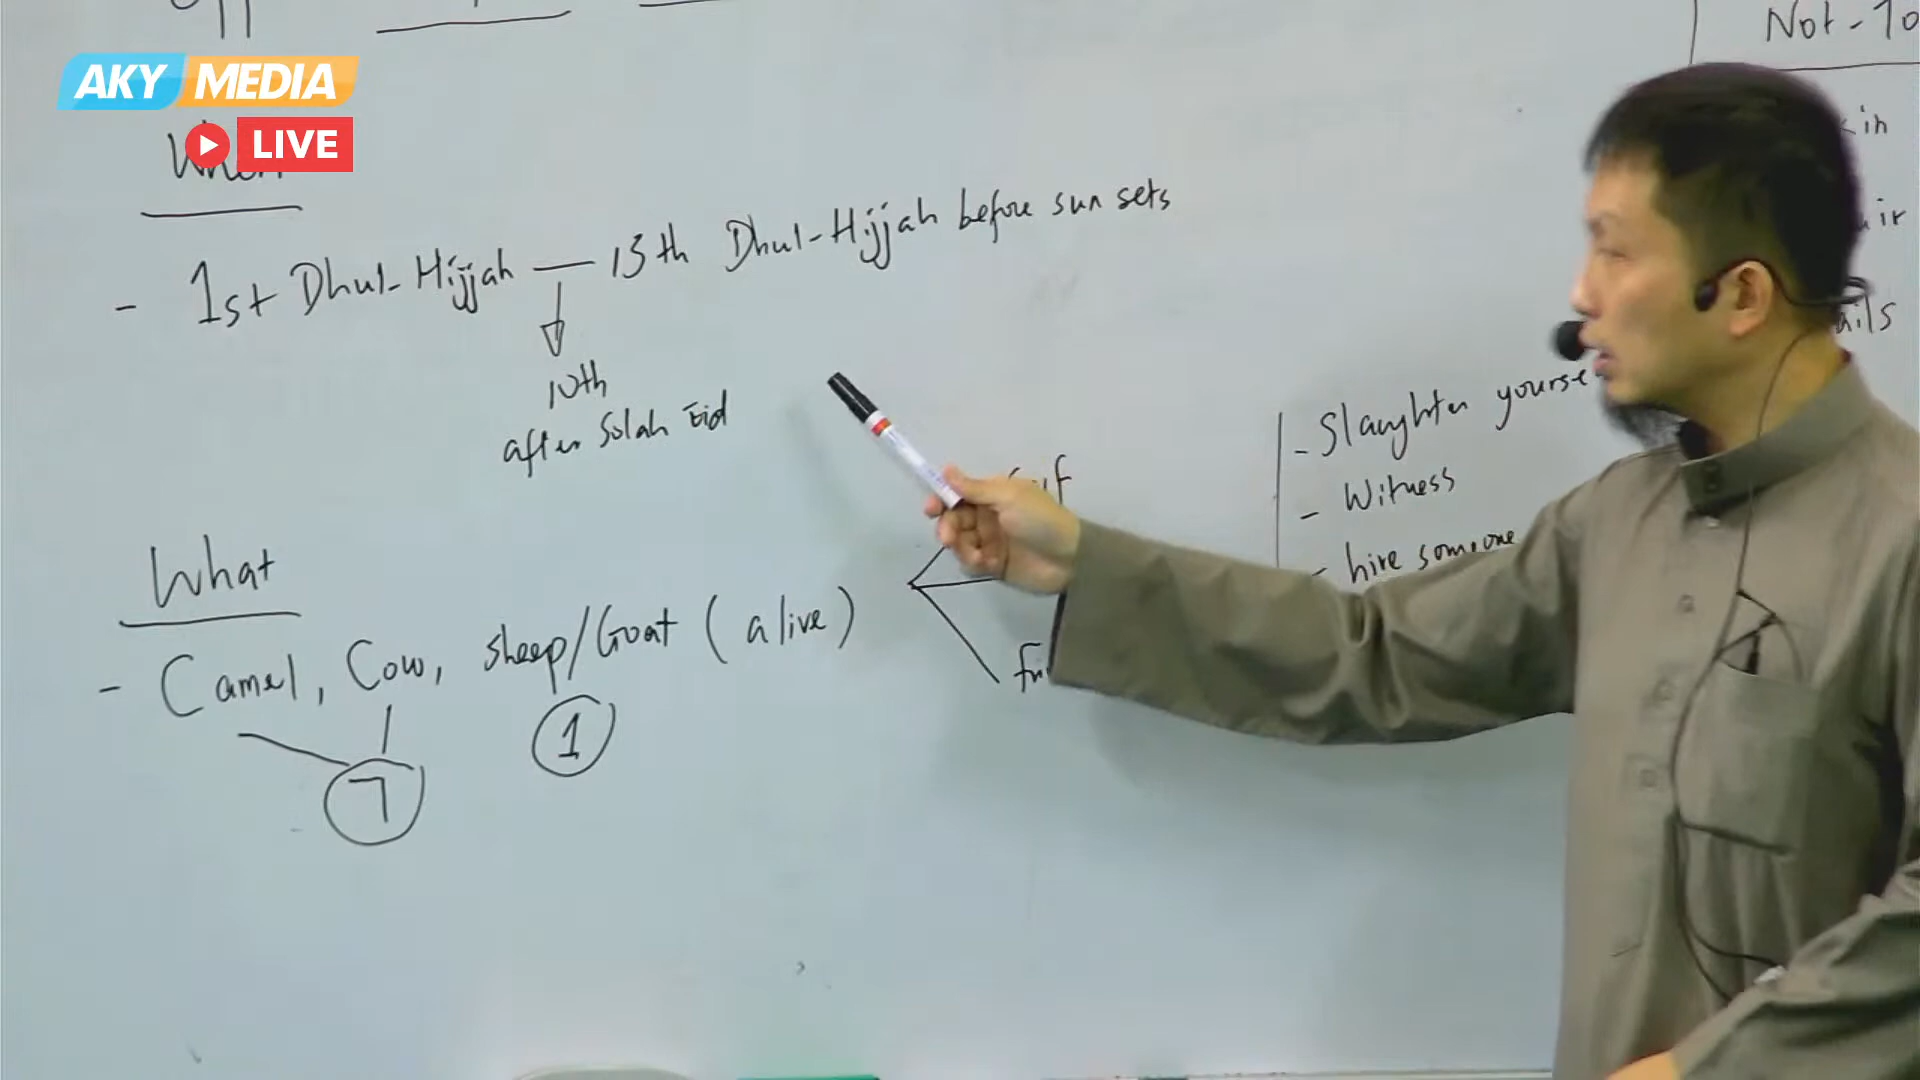 AKY MEDIA
LIVE
When
Not-To
- 1st Dhul-Hijjah — 13th Dhul-Hijjah before sun sets
10th
after Solah Eid
- Slaughter
- Witness
- hire someone
What
- Camel, Cow, sheep/Goat (alive)
7
1